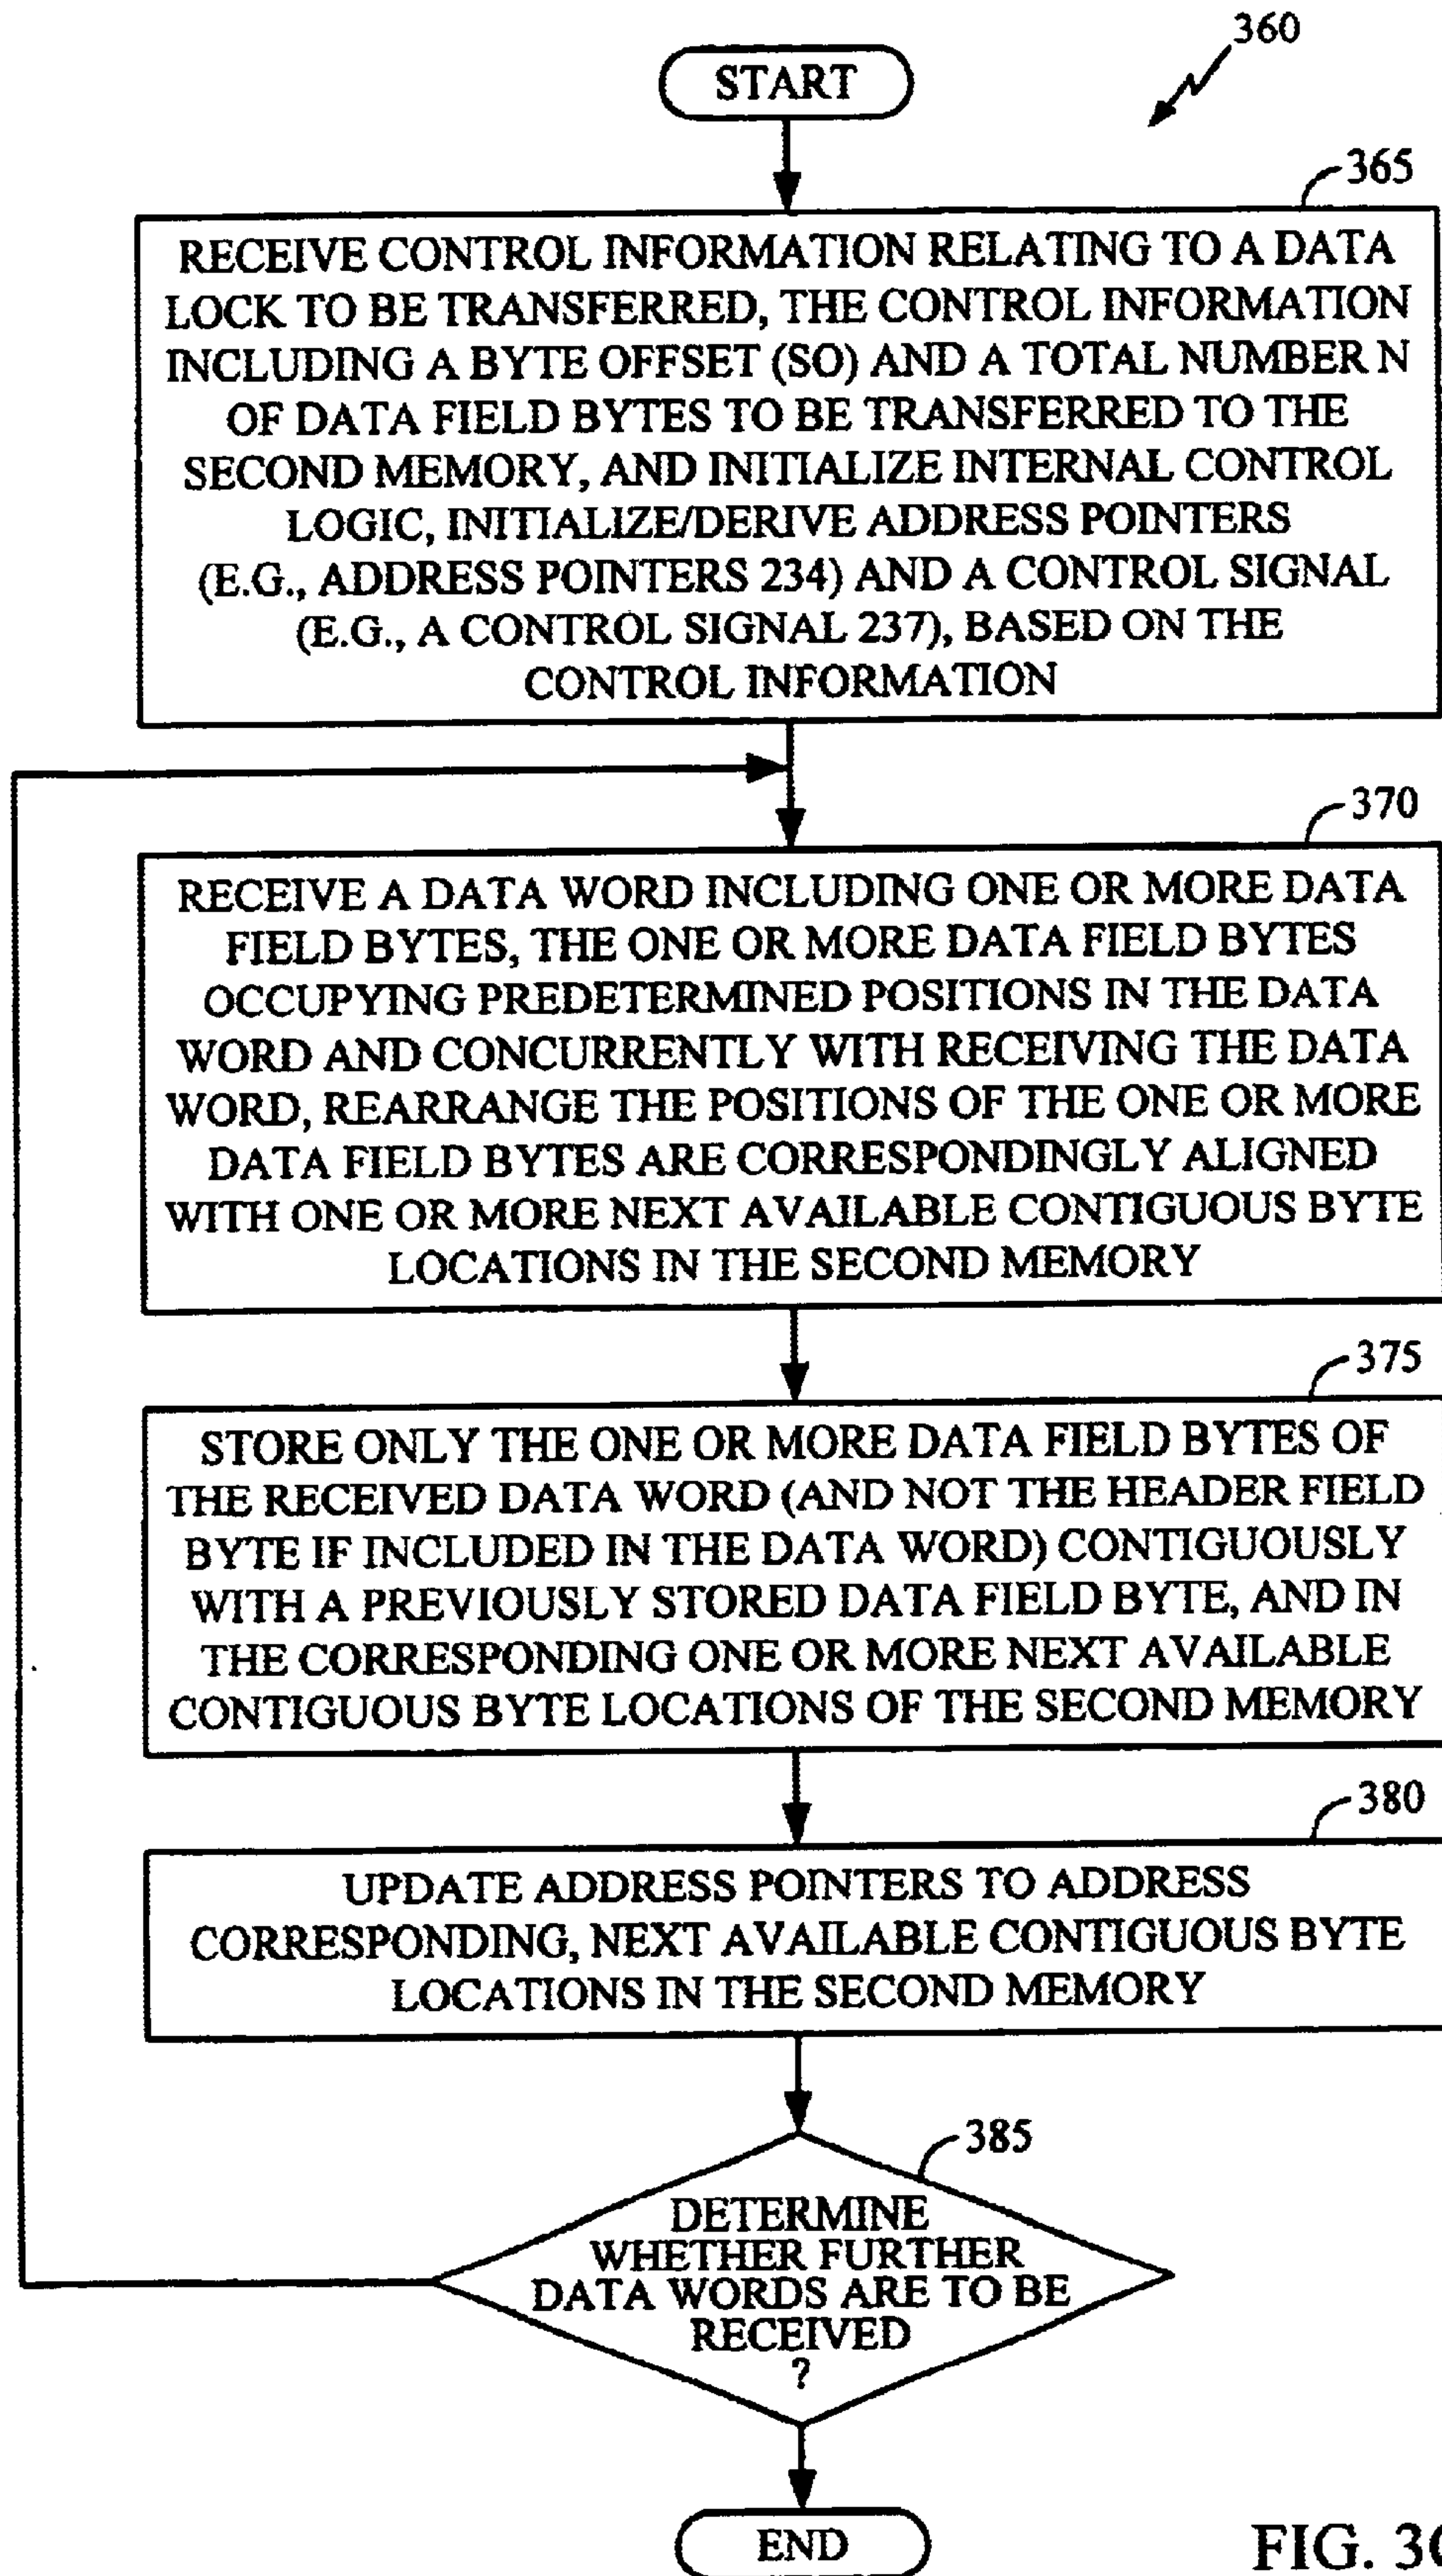 360
START
365
RECEIVE CONTROL INFORMATION RELATING TO A DATA
LOCK TO BE TRANSFERRED, THE CONTROL INFORMATION
INCLUDING A BYTE OFFSET (SO) AND A TOTAL NUMBER N
OF DATA FIELD BYTES TO BE TRANSFERRED TO THE
SECOND MEMORY, AND INITIALIZE INTERNAL CONTROL
LOGIC, INITIALIZE/DERIVE ADDRESS POINTERS
(E.G., ADDRESS POINTERS 234) AND A CONTROL SIGNAL
(E.G., A CONTROL SIGNAL 237), BASED ON THE
CONTROL INFORMATION
370
RECEIVE A DATA WORD INCLUDING ONE OR MORE DATA
FIELD BYTES, THE ONE OR MORE DATA FIELD BYTES
OCCUPYING PREDETERMINED POSITIONS IN THE DATA
WORD AND CONCURRENTLY WITH RECEIVING THE DATA
WORD, REARRANGE THE POSITIONS OF THE ONE OR MORE
DATA FIELD BYTES ARE CORRESPONDINGLY ALIGNED
WITH ONE OR MORE NEXT AVAILABLE CONTIGUOUS BYTE
LOCATIONS IN THE SECOND MEMORY
375
STORE ONLY THE ONE OR MORE DATA FIELD BYTES OF
THE RECEIVED DATA WORD (AND NOT THE HEADER FIELD
BYTE IF INCLUDED IN THE DATA WORD) CONTIGUOUSLY
WITH A PREVIOUSLY STORED DATA FIELD BYTE, AND IN
THE CORRESPONDING ONE OR MORE NEXT AVAILABLE
CONTIGUOUS BYTE LOCATIONS OF THE SECOND MEMORY
380
UPDATE ADDRESS POINTERS TO ADDRESS
CORRESPONDING, NEXT AVAILABLE CONTIGUOUS BYTE
LOCATIONS IN THE SECOND MEMORY
385
DETERMINE
WHETHER FURTHER
DATA WORDS ARE TO BE
RECEIVED
?
END
FIG.